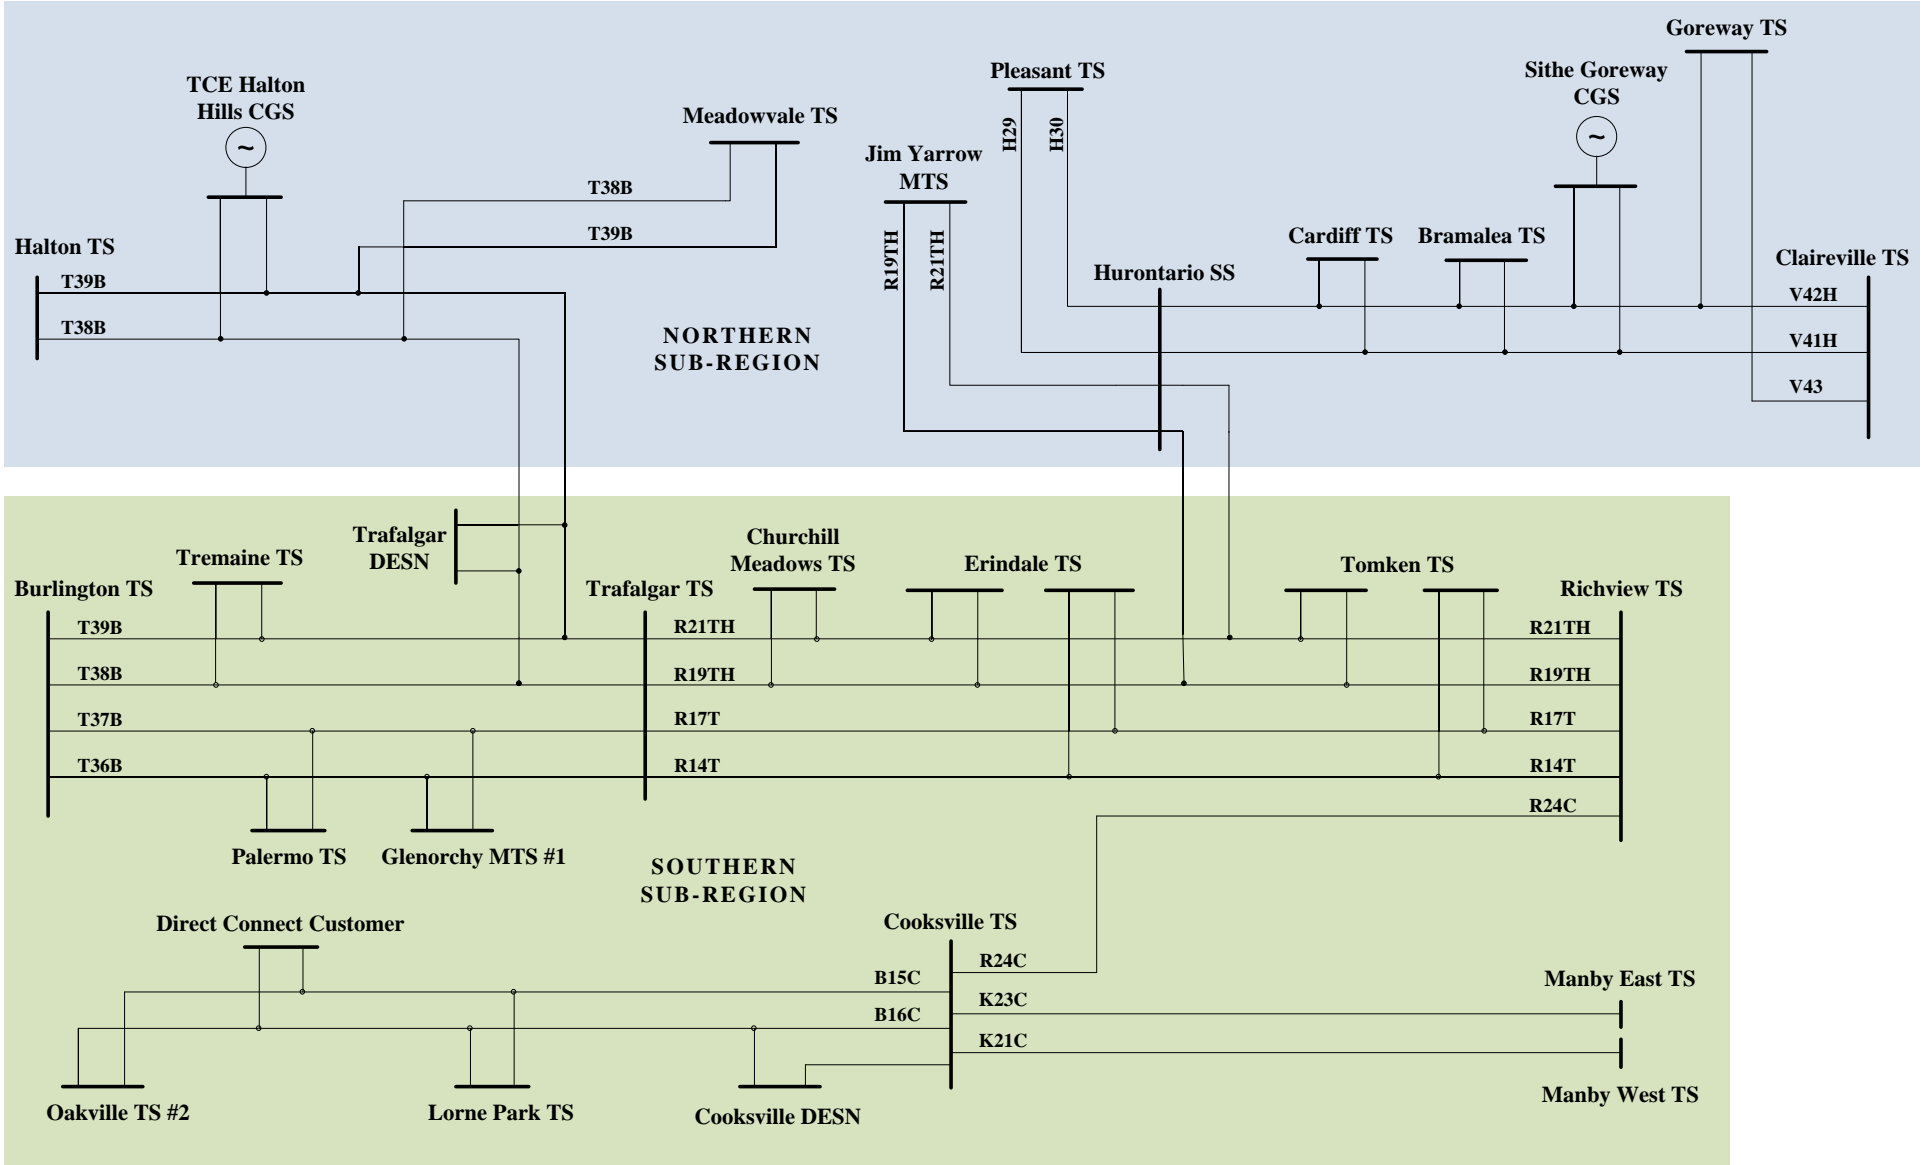 Goreway TS
Pleasant TS
Sithe Goreway
CGS
TCE Halton
Hills CGS
Meadowvale TS
H29
H30
Jim Yarrow
MTS
T38B
T39B
R19TH
R21TH
Cardiff TS
Bramalea TS
Halton TS
Hurontario SS
Claireville TS
T39B
V42H
T38B
V41H
NORTHERN
SUB-REGION
V43
~
~
Trafalgar
DESN
Churchill
Meadows TS
Tremaine TS
Erindale TS
Tomken TS
Burlington TS
Trafalgar TS
Richview TS
T39B
R21TH
R21TH
T38B
R19TH
R19TH
T37B
R17T
R17T
T36B
R14T
R14T
R24C
Palermo TS
Glenorchy MTS #1
SOUTHERN
SUB-REGION
Direct Connect Customer
Cooksville TS
R24C
B15C
Manby East TS
K23C
B16C
K21C
Manby West TS
Oakville TS #2
Lorne Park TS
Cooksville DESN